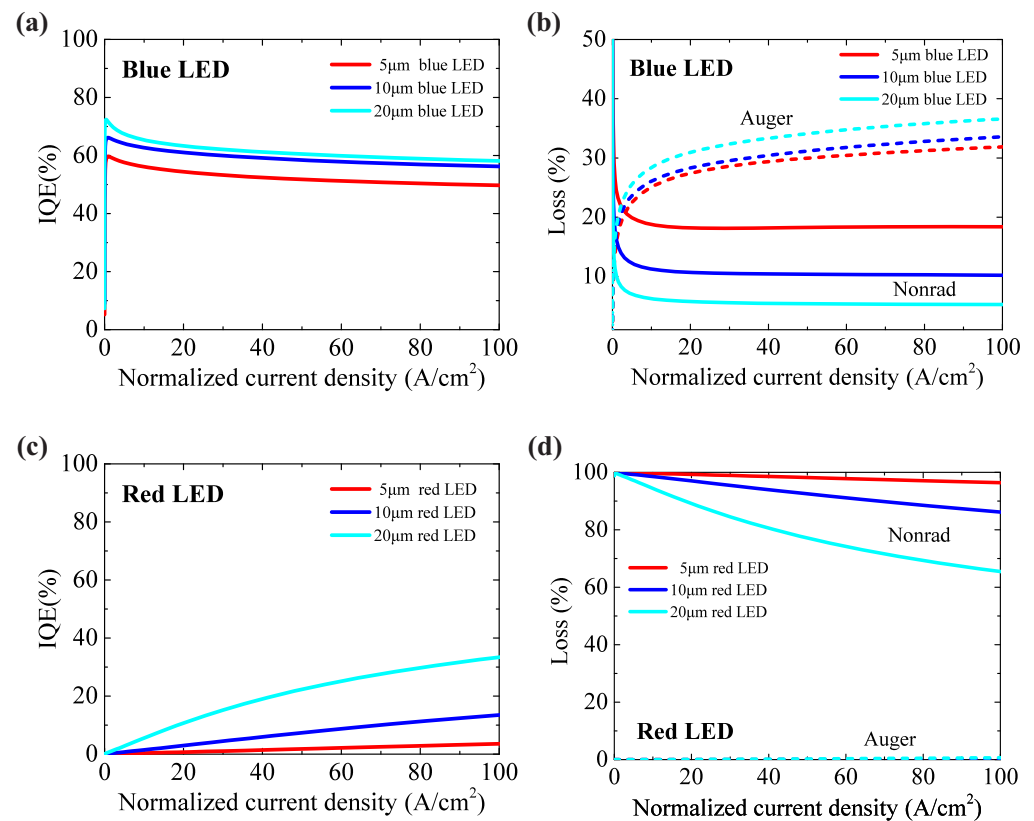 (a)
Blue LED
5μm blue LED
10μm blue LED
20μm blue LED
IQE(%)
100
80
60
40
20
0
0 20 40 60 80 100
Normalized current density (A/cm²)
(b)
Blue LED
5μm blue LED
10μm blue LED
20μm blue LED
Auger
Nonrad
Loss (%)
50
40
30
20
10
0 20 40 60 80 100
Normalized current density (A/cm²)
(c)
Red LED
5μm red LED
10μm red LED
20μm red LED
IQE(%)
100
80
60
40
20
0
0 20 40 60 80 100
Normalized current density (A/cm²)
(d)
Nonrad
5μm red LED
10μm red LED
20μm red LED
Red LED
Auger
Loss (%)
100
80
60
40
20
0
0 20 40 60 80 100
Normalized current density (A/cm²)